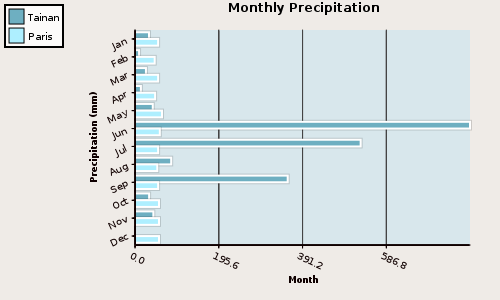 Monthly Precipitation
Tainan
Paris
Precipitation (mm)
Jan
Feb
Mar
Apr
May
Jun
Jul
Aug
Sep
Oct
Nov
Dec
0.0
195.6
391.2
586.8
Month